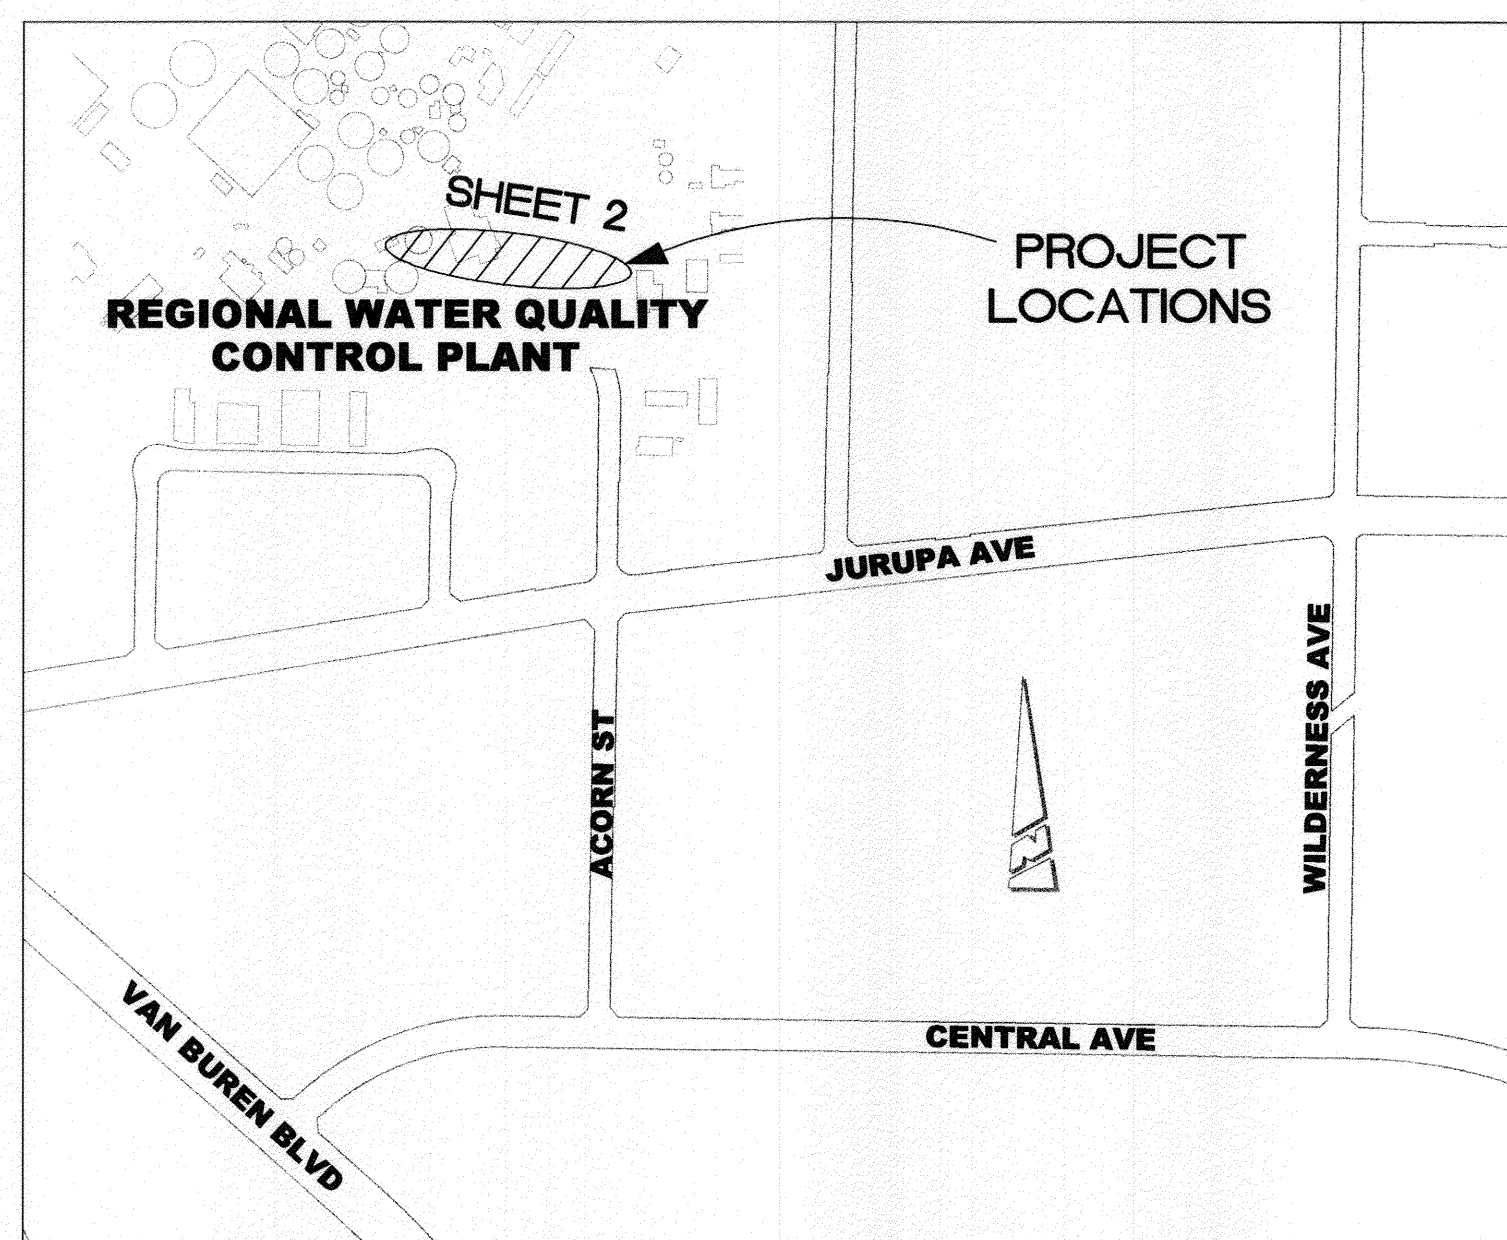 SHEET 2
PROJECT
LOCATIONS
REGIONAL WATER QUALITY
CONTROL PLANT
JURUPA AVE
WILDERNESS AVE
ACORN ST
N
CENTRAL AVE
VAN BUREN BLVD